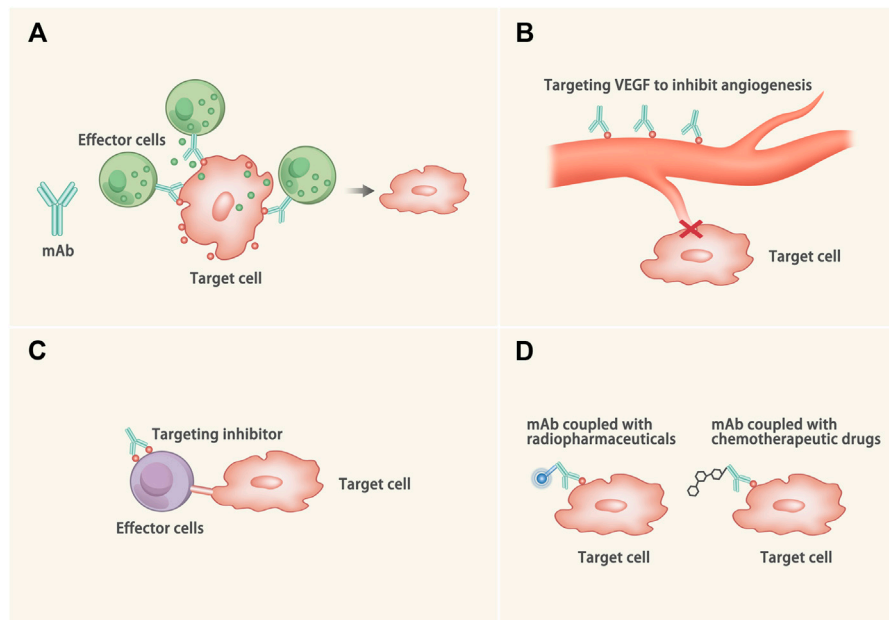 A
Effector cells
mAb
Target cell
B
Targeting VEGF to inhibit angiogenesis
Target cell
C
Targeting inhibitor
Target cell
Effector cells
D
mAb coupled with
radiopharmaceuticals
mAb coupled with
chemotherapeutic drugs
Target cell
Target cell